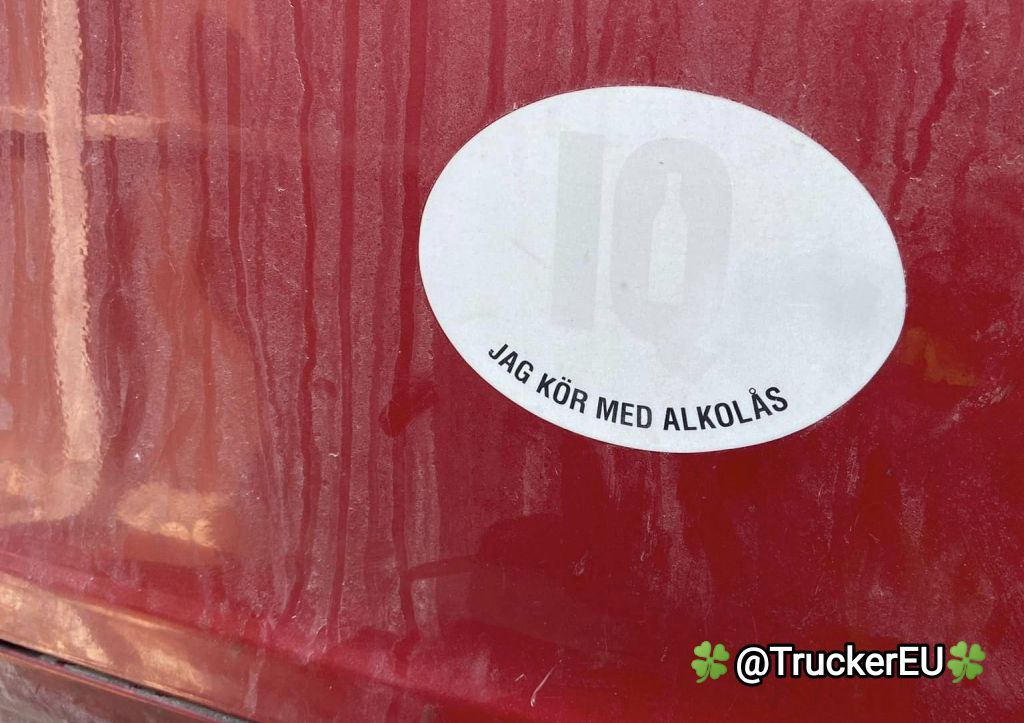 IQ
JAG KÖR MED ALKOLÅS
@TruckerEU